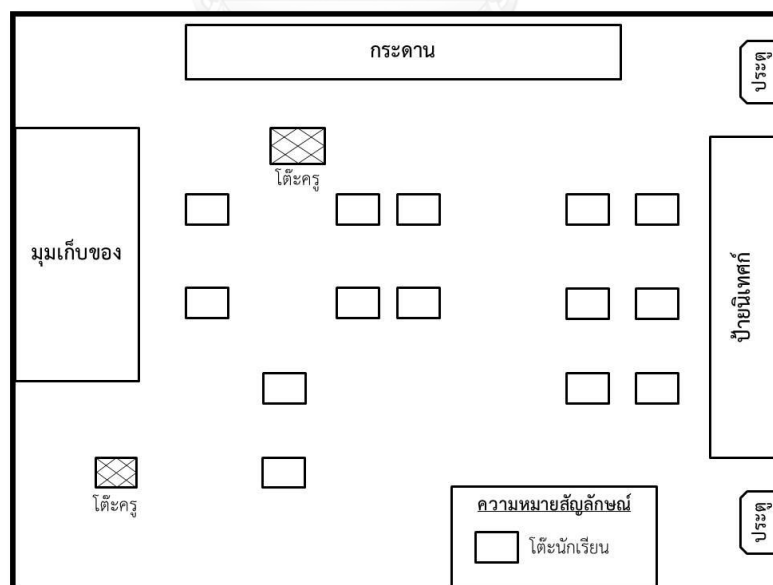 กระดาน
ประตู
โต๊ะครู
มุมเก็บของ
ป้ายนิเทศก์
โต๊ะครู
ความหมายสัญลักษณ์
โต๊ะนักเรียน
ประตู